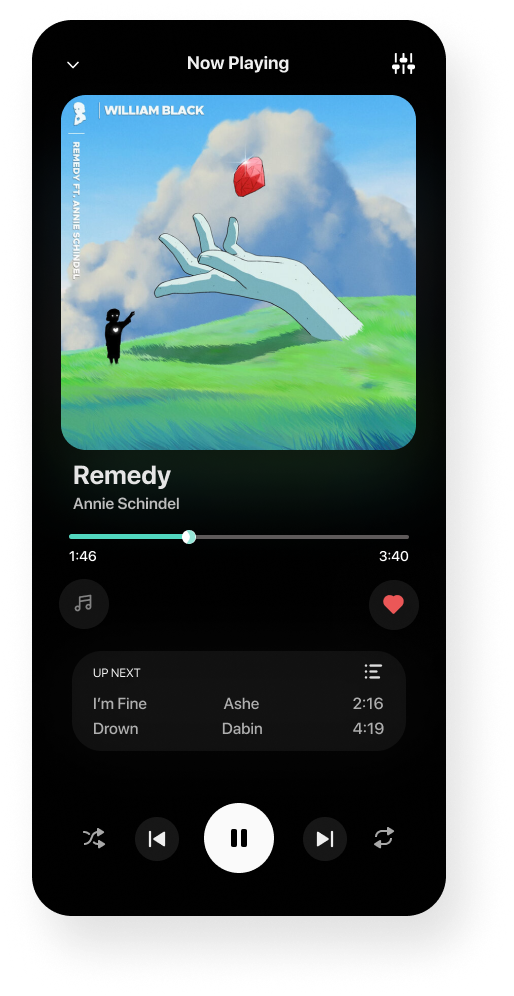 Now Playing
WILLIAM BLACK
REMEDY FT. ANNIE SCHINDEL
Remedy
Annie Schindel
1:46 3:40
UP NEXT
I'm Fine Ashe 2:16
Drown Dabin 4:19